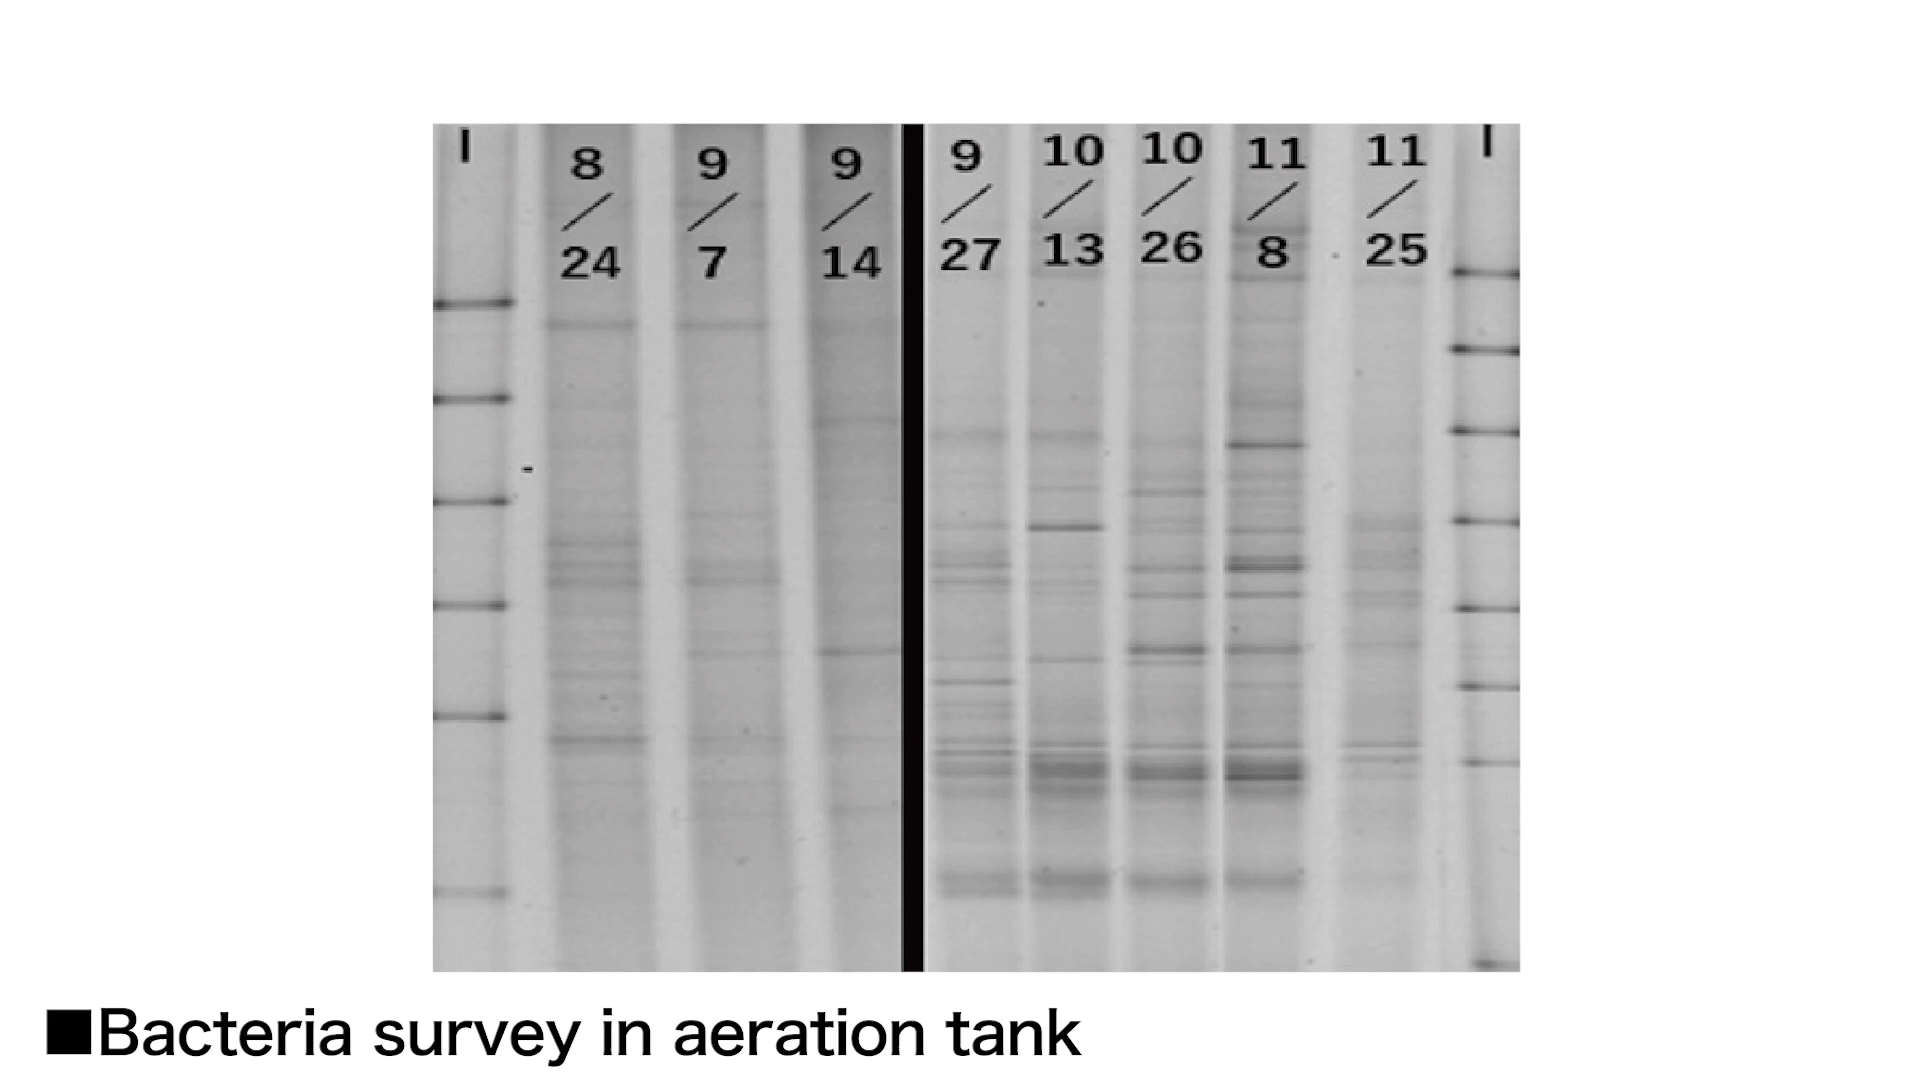 I 8/24 9/7 9/14 9/27 10/13 10/26 11/8 11/25 I
■Bacteria survey in aeration tank